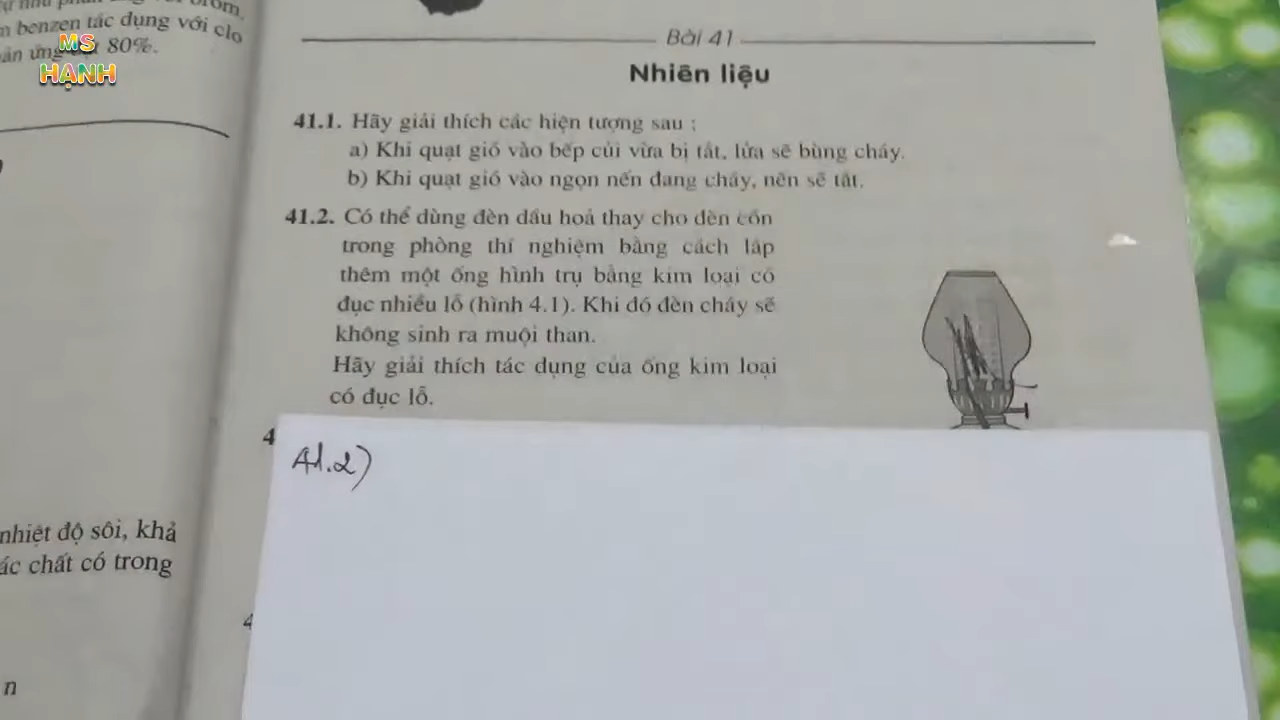 benzen tác dụng với clo
80%.
MS
HẠNH
nhiệt độ sôi, khả
ác chất có trong
n
Bài 41
Nhiên liệu
41.1. Hãy giải thích các hiện tượng sau :
a) Khi quạt gió vào bếp củi vừa bị tắt, lửa sẽ bùng cháy.
b) Khi quạt gió vào ngọn nến đang cháy, nến sẽ tắt.
41.2. Có thể dùng đèn dầu hoả thay cho đèn cồn
trong phòng thí nghiệm bằng cách lắp
thêm một ống hình trụ bằng kim loại có
đục nhiều lỗ (hình 4.1). Khi đó đèn cháy sẽ
không sinh ra muội than.
Hãy giải thích tác dụng của ống kim loại
có đục lỗ.
4
41.2)
4